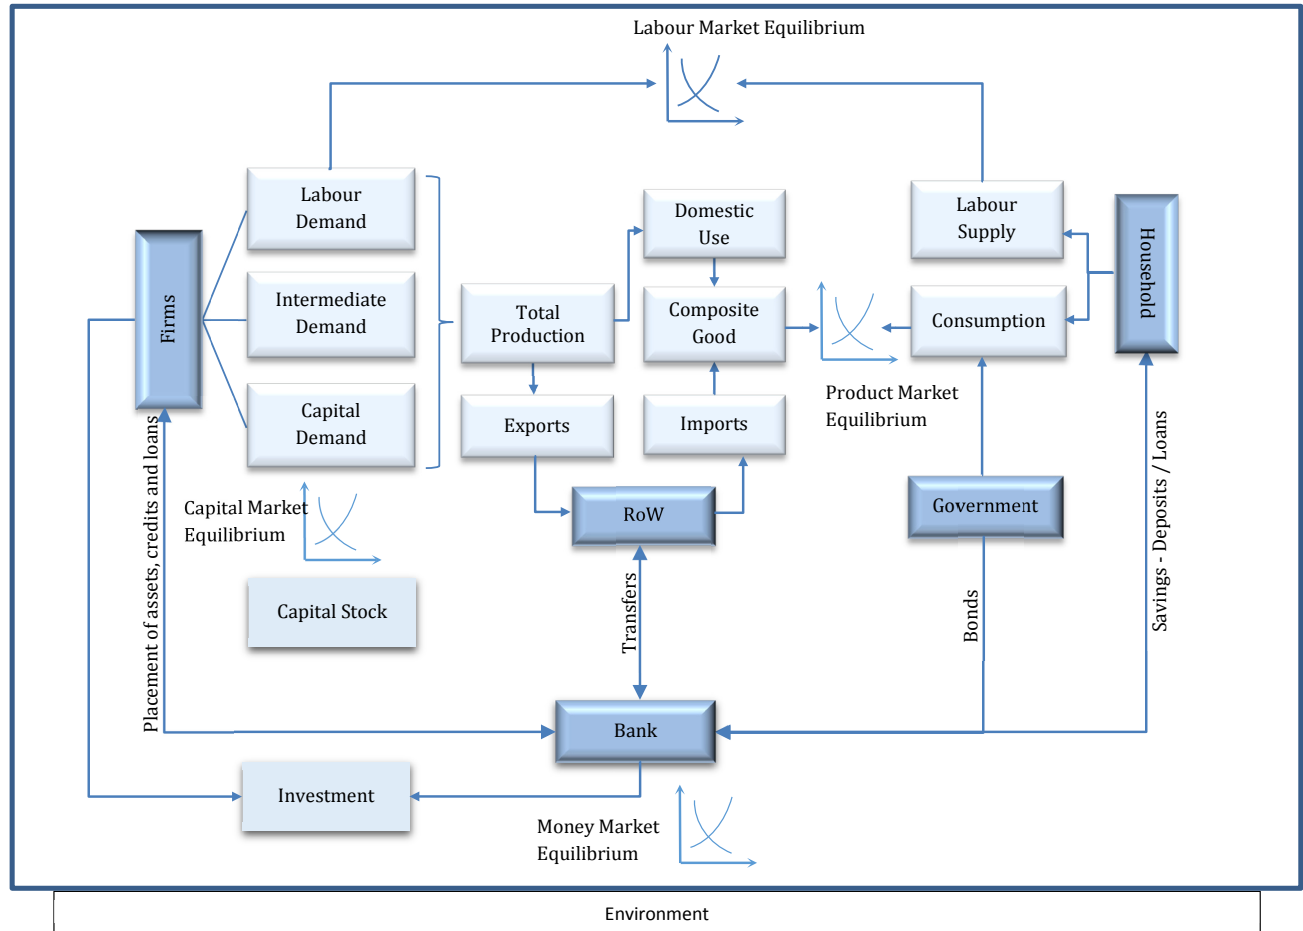 Labour Market Equilibrium
Labour
Demand
Intermediate
Demand
Capital
Demand
Firms
Total
Production
Exports
Domestic
Use
Composite
Good
Imports
RoW
Labour
Supply
Consumption
Household
Product Market
Equilibrium
Government
Capital Market
Equilibrium
Capital Stock
Placement of assets, credits and loans
Transfers
Bonds
Savings - Deposits / Loans
Bank
Investment
Money Market
Equilibrium
Environment